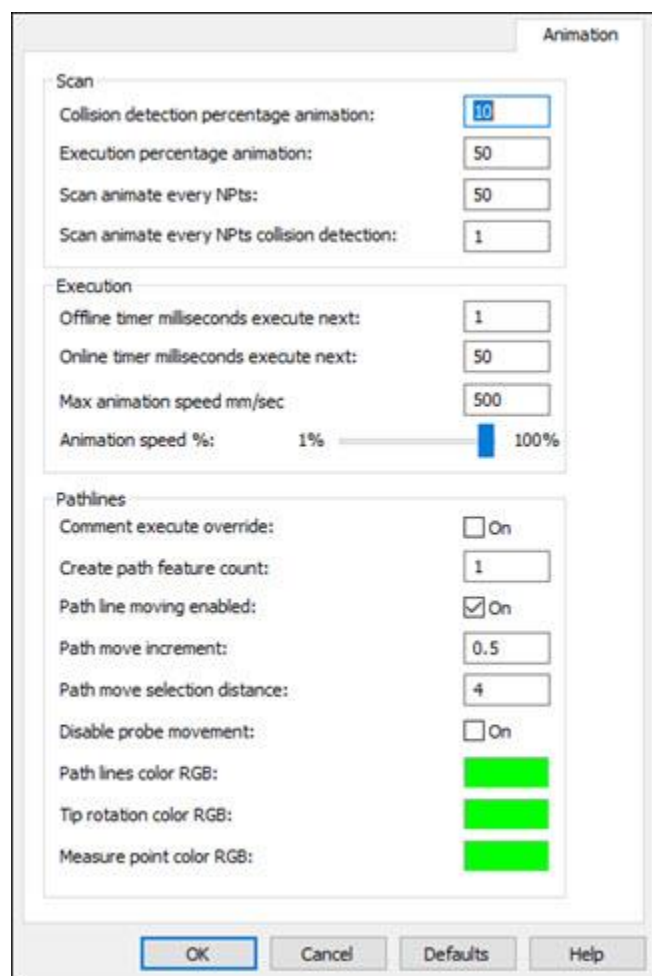 Animation
Scan
Collision detection percentage animation: 10
Execution percentage animation: 50
Scan animate every NPts: 50
Scan animate every NPts collision detection: 1
Execution
Offline timer milliseconds execute next: 1
Online timer milliseconds execute next: 50
Max animation speed mm/sec 500
Animation speed %: 1% 100%
Pathlines
Comment execute override: On
Create path feature count: 1
Path line moving enabled: On
Path move increment: 0.5
Path move selection distance: 4
Disable probe movement: On
Path lines color RGB:
Tip rotation color RGB:
Measure point color RGB:
OK Cancel Defaults Help